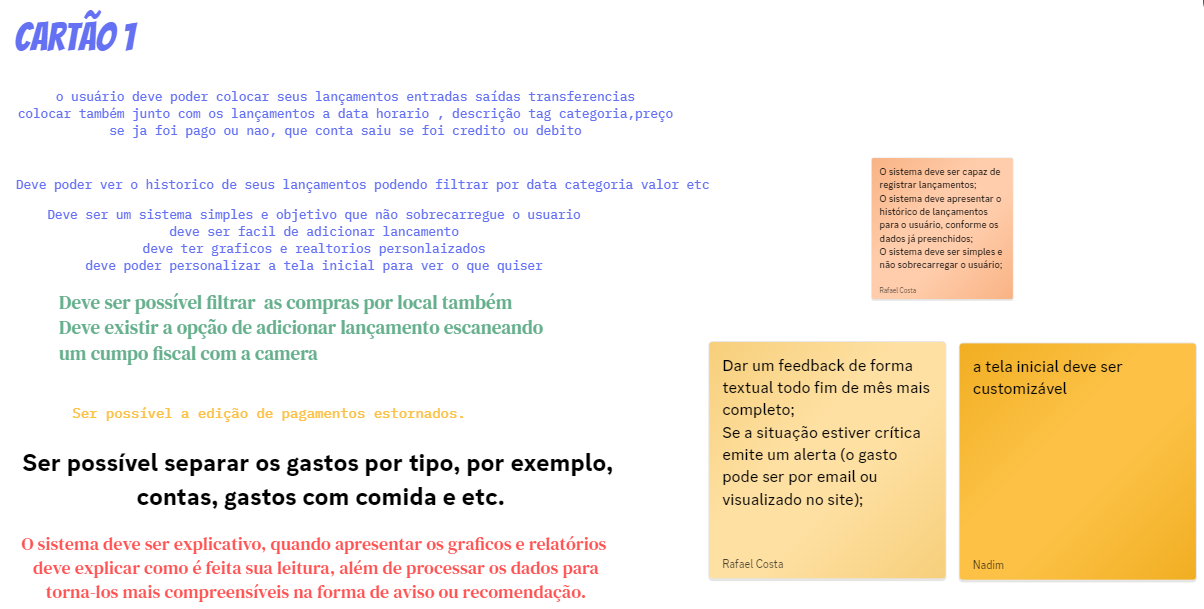 CARTÃO 1
o usuário deve poder colocar seus lançamentos entradas saídas transferencias
colocar também junto com os lançamentos a data horario , descrição tag categoria,preço
se ja foi pago ou nao, que conta saiu se foi credito ou debito
Deve poder ver o historico de seus lançamentos podendo filtrar por data categoria valor etc
Deve ser um sistema simples e objetivo que não sobrecarregue o usuario
deve ser facil de adicionar lancamento
deve ter graficos e realtorios personlaizados
deve poder personalizar a tela inicial para ver o que quiser
Deve ser possível filtrar as compras por local também
Deve existir a opção de adicionar lançamento escaneando
um cumpo fiscal com a camera
Ser possível a edição de pagamentos estornados.
Ser possível separar os gastos por tipo, por exemplo,
contas, gastos com comida e etc.
O sistema deve ser explicativo, quando apresentar os graficos e relatórios
deve explicar como é feita sua leitura, além de processar os dados para
torna-los mais compreensíveis na forma de aviso ou recomendação.
O sistema deve ser capaz de
registrar lançamentos;
O sistema deve apresentar o
histórico de lançamentos
para o usuário, conforme os
dados já preenchidos;
O sistema deve ser simples e
não sobrecarregar o usuário;
Rafael Costa
Dar um feedback de forma
textual todo fim de mês mais
completo;
Se a situação estiver crítica
emite um alerta (o gasto
pode ser por email ou
visualizado no site);
Rafael Costa
a tela inicial deve ser
customizável
Nadim